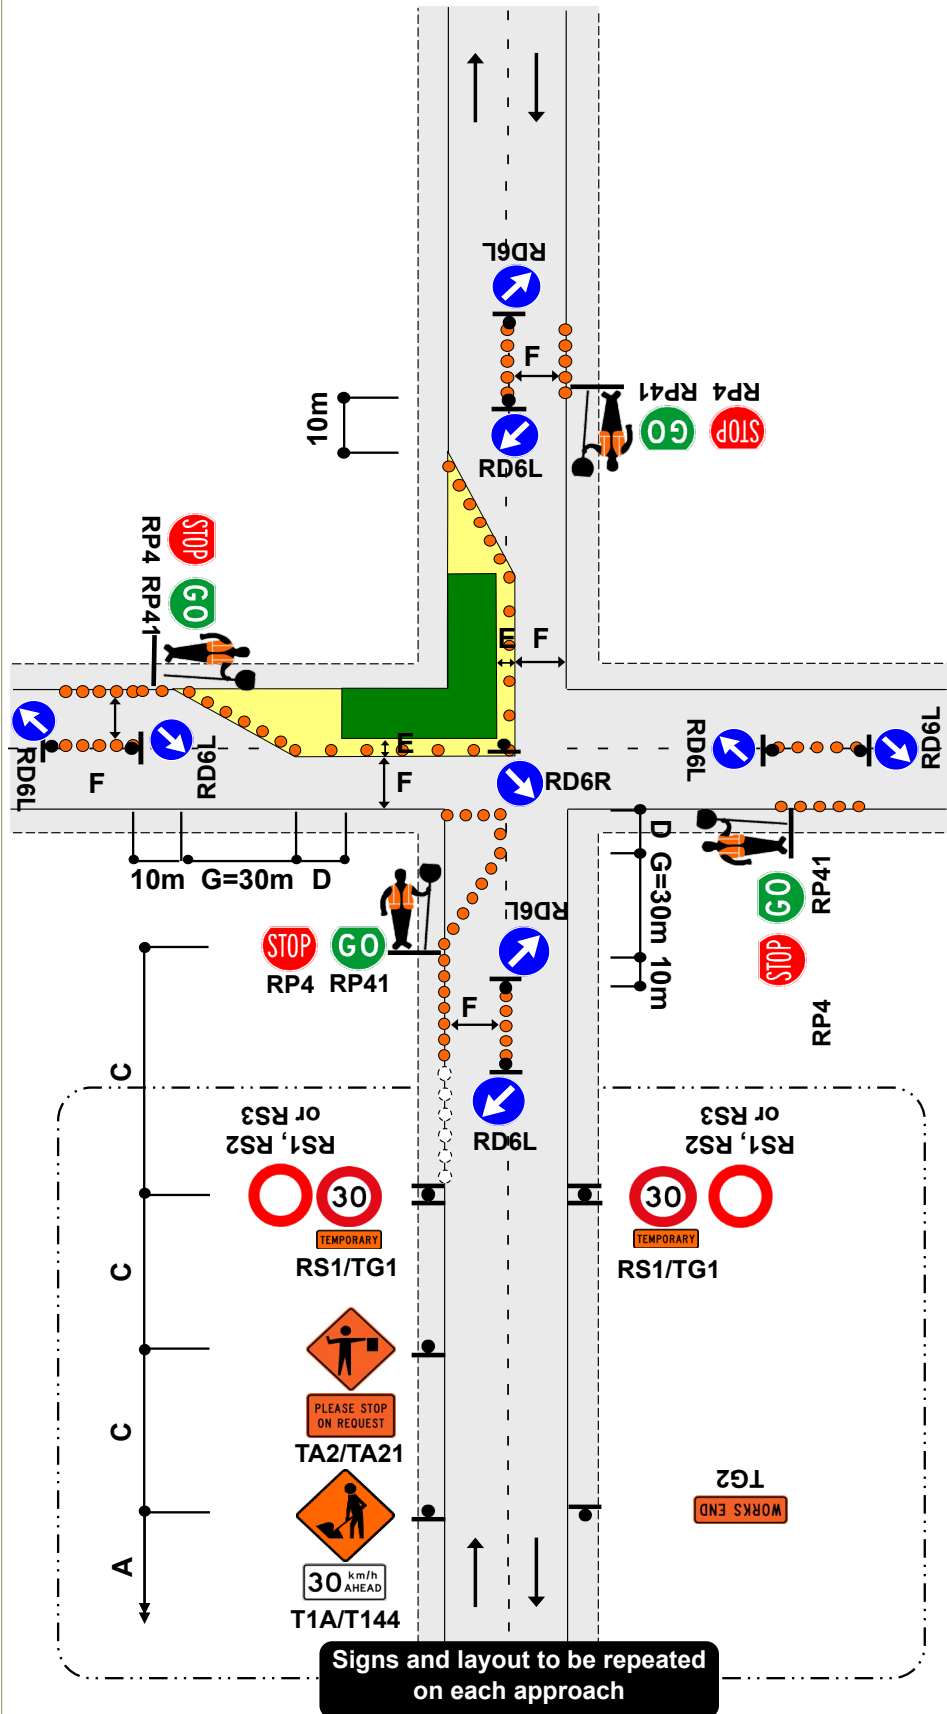 RD6L
F
RP41 RP4
GO STOP
10m
RD6L
STOP
RP4
GO
RP41
E
F
RD6L
F
RD6L
E
F
RD6R
RD6L
RD6L
10m G=30m D
D G=30m 10m
GO
RP41
STOP
RP4
STOP GO
RP4 RP41
RD6L
F
RD6L
C
RS1, RS2
or RS3
30
TEMPORARY
RS1/TG1
RS1, RS2
or RS3
30
TEMPORARY
RS1/TG1
C
PLEASE STOP
ON REQUEST
TA2/TA21
C
TG2
WORKS END
A
30 km/h
AHEAD
T1A/T144
Signs and layout to be repeated
on each approach